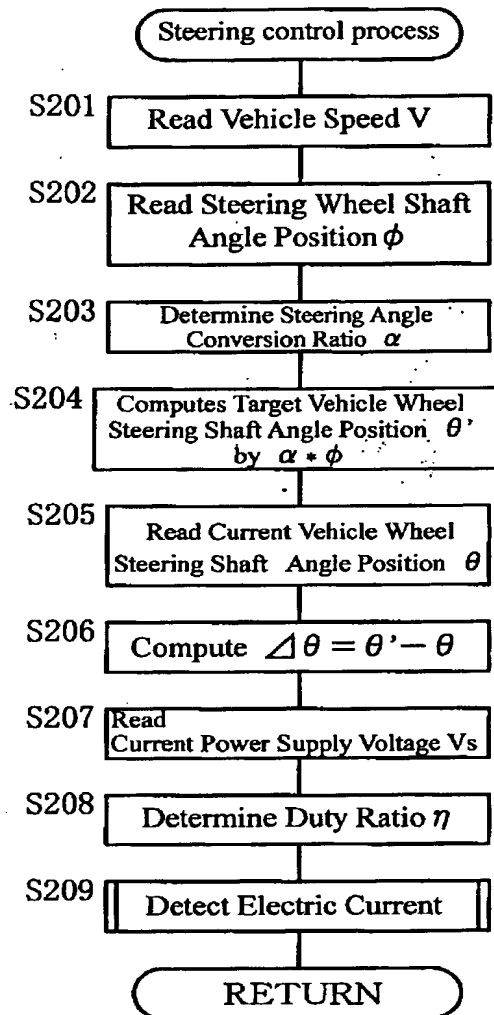 Steering control process
S201
Read Vehicle Speed V
S202
Read Steering Wheel Shaft
Angle Position ϕ
S203
Determine Steering Angle
Conversion Ratio α
S204
Computes Target Vehicle Wheel
Steering Shaft Angle Position θ'
by α * ϕ
S205
Read Current Vehicle Wheel
Steering Shaft Angle Position θ
S206
Compute ⊿θ = θ' − θ
S207
Read
Current Power Supply Voltage Vs
S208
Determine Duty Ratio η
S209
Detect Electric Current
RETURN